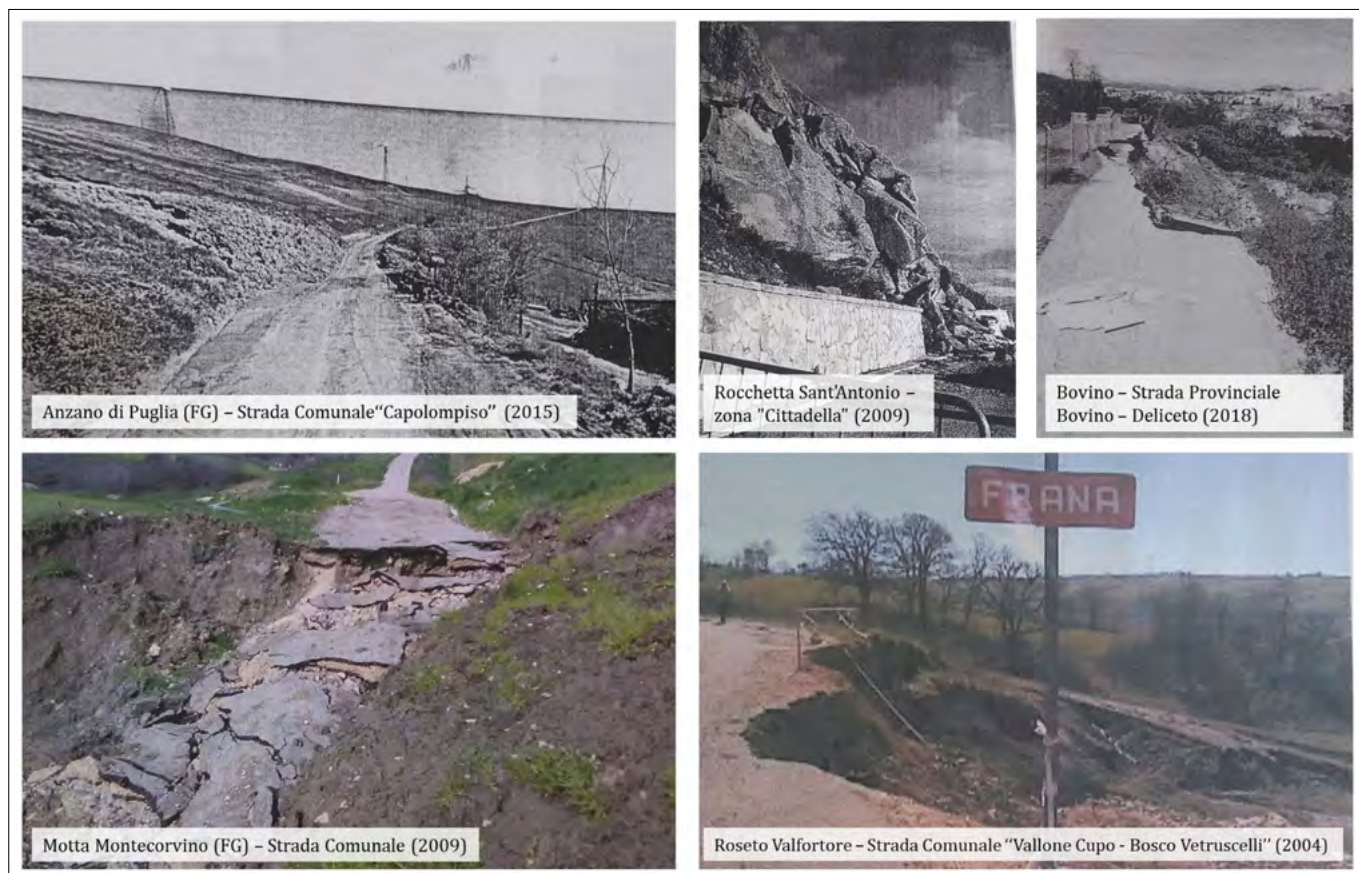 Anzano di Puglia (FG) – Strada Comunale“Capolompiso” (2015)
Rocchetta Sant'Antonio –
zona "Cittadella" (2009)
Bovino – Strada Provinciale
Bovino – Deliceto (2018)
FRANA
Motta Montecorvino (FG) – Strada Comunale (2009)
Roseto Valfortore – Strada Comunale “Vallone Cupo - Bosco Vetruscelli” (2004)